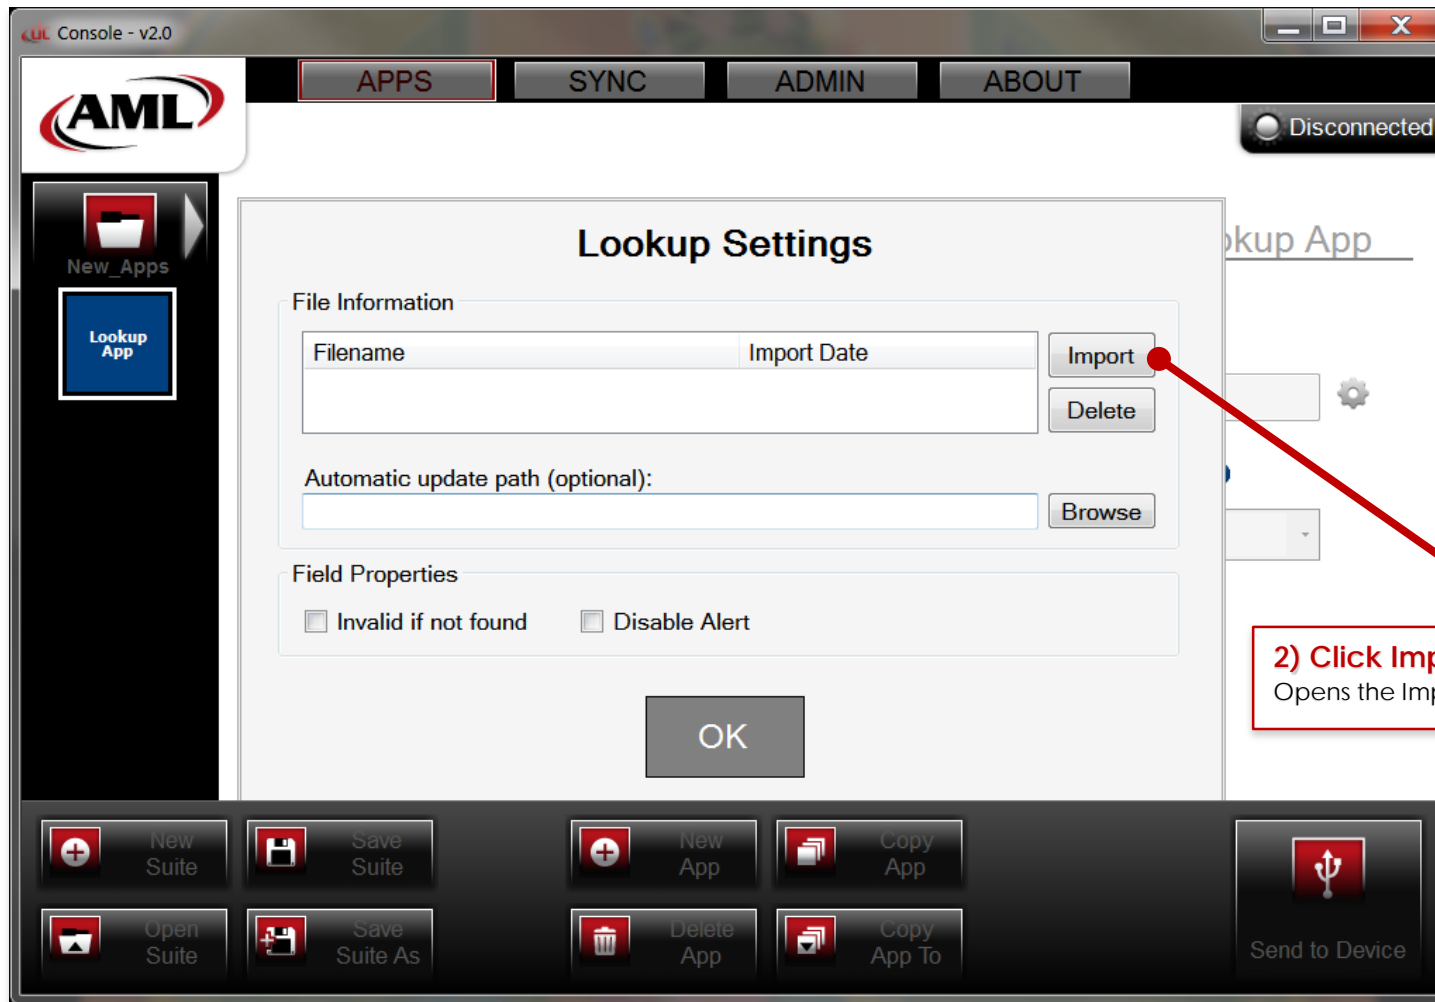 DC Console - v2.0
AML
APPS
SYNC
ADMIN
ABOUT
Disconnected
New_Apps
Lookup
App
Lookup Settings
okup App
File Information
Filename
Import Date
Import
Delete
Automatic update path (optional):
Browse
Field Properties
Invalid if not found
Disable Alert
OK
2) Click Imp
Opens the Imp
New
Suite
Save
Suite
New
App
Copy
App
Open
Suite
Save
Suite As
Delete
App
Copy
App To
Send to Device